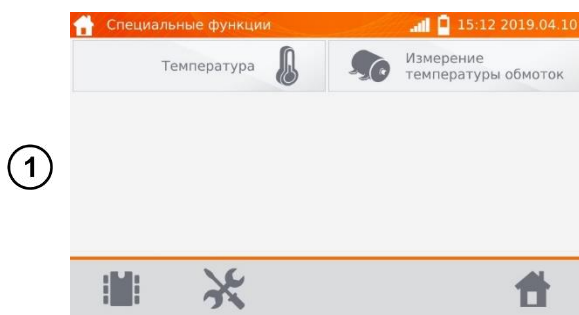 Специальные функции 15:12 2019.04.10
Температура
Измерение
температуры обмоток
1